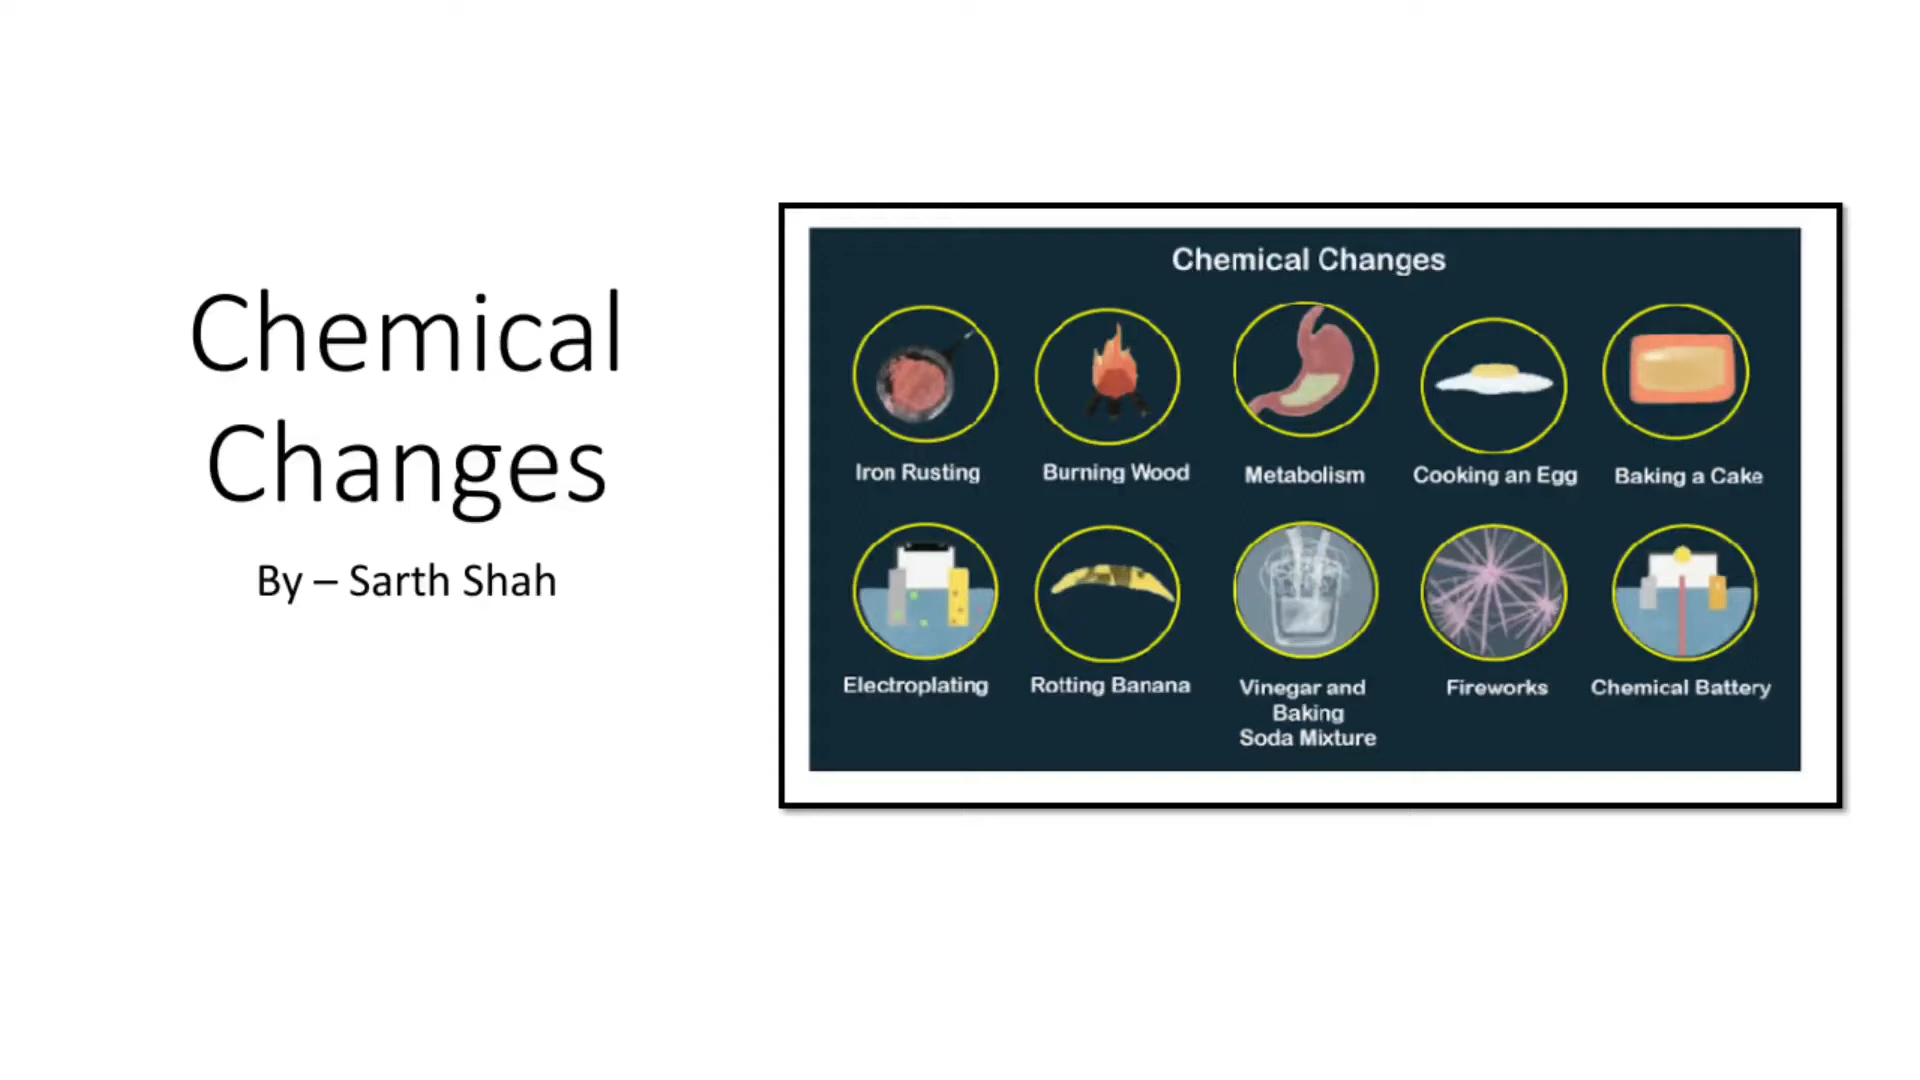 Chemical
Changes
By – Sarth Shah
Chemical Changes
Iron Rusting
Burning Wood
Metabolism
Cooking an Egg
Baking a Cake
Electroplating
Rotting Banana
Vinegar and
Baking
Soda Mixture
Fireworks
Chemical Battery